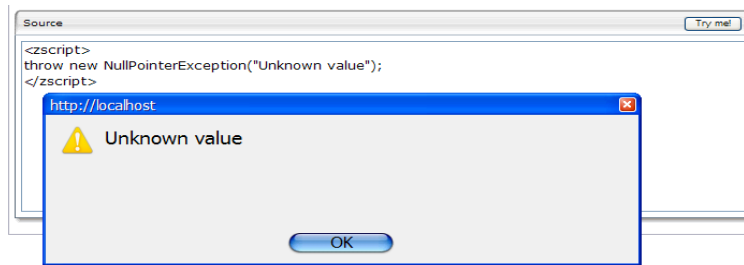 Source
Try me!
<zscript>
throw new NullPointerException("Unknown value");
</zscript>
http://localhost
Unknown value
OK